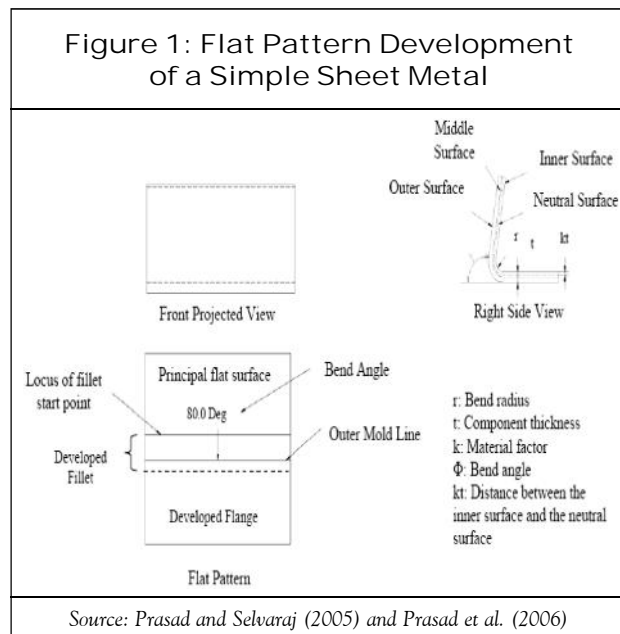 Figure 1: Flat Pattern Development
of a Simple Sheet Metal
Middle
Surface
Inner Surface
Outer Surface
Neutral Surface
r
t
kt
Front Projected View
Right Side View
Principal flat surface
Bend Angle
Locus of fillet
start point
80.0 Deg
Outer Mold Line
Developed
Fillet
Developed Flange
Flat Pattern
r: Bend radius
t: Component thickness
k: Material factor
Φ: Bend angle
kt: Distance between the
inner surface and the neutral
surface
Source: Prasad and Selvaraj (2005) and Prasad et al. (2006)